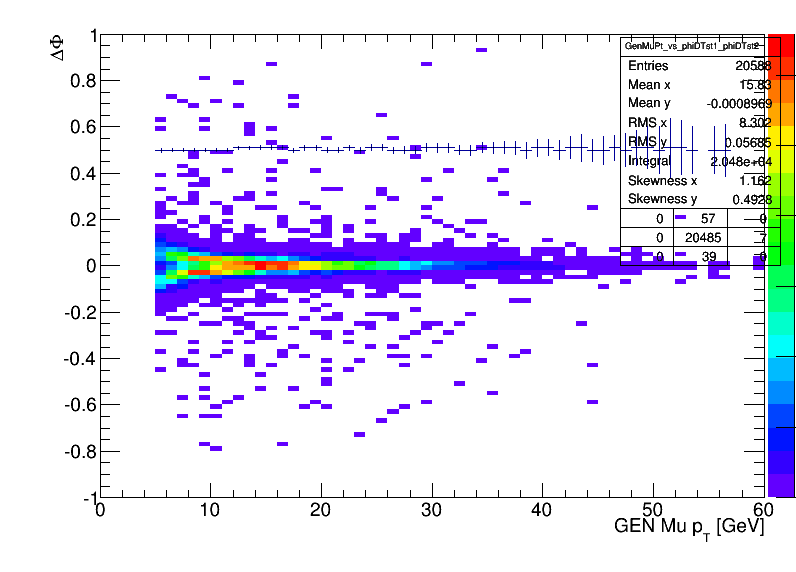 GenMuPt_vs_phiDTst1_phiDTst2
Entries 20588
Mean x 15.83
Mean y -0.0008969
RMS x 8.302
RMS y 0.05685
Integral 2.048e+04
Skewness x 1.162
Skewness y 0.4928
0 57 0
0 20485 7
0 39 0
ΔΦ
1
0.8
0.6
0.4
0.2
0
-0.2
-0.4
-0.6
-0.8
-1
0 10 20 30 40 50 60
GEN Mu pT [GeV]